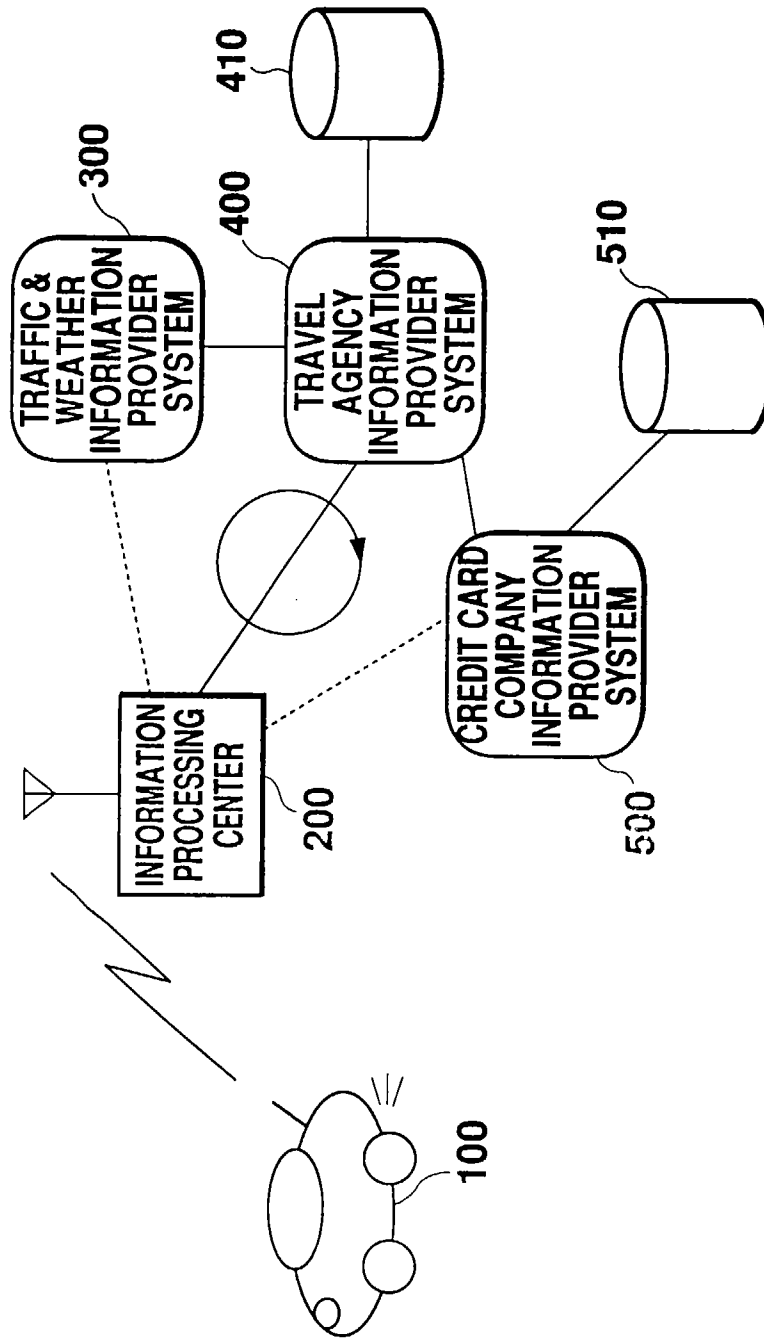 TRAFFIC &
WEATHER
INFORMATION
PROVIDER
SYSTEM
300
INFORMATION
PROCESSING
CENTER
200
TRAVEL
AGENCY
INFORMATION
PROVIDER
SYSTEM
400
410
CREDIT CARD
COMPANY
INFORMATION
PROVIDER
SYSTEM
500
510
100